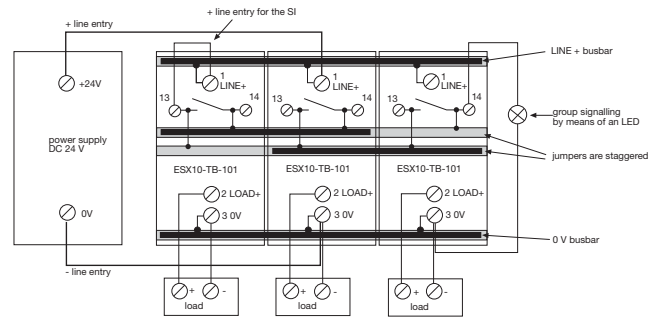 + line entry for the SI
+ line entry
LINE + busbar
+24V
1
LINE+
1
LINE+
1
LINE+
13
14
13
14
13
14
group signalling
by means of an LED
power supply
DC 24 V
jumpers are staggered
ESX10-TB-101
ESX10-TB-101
ESX10-TB-101
2 LOAD+
2 LOAD+
2 LOAD+
0V
3 0V
3 0V
3 0V
0 V busbar
- line entry
+ -
load
+ -
load
+ -
load